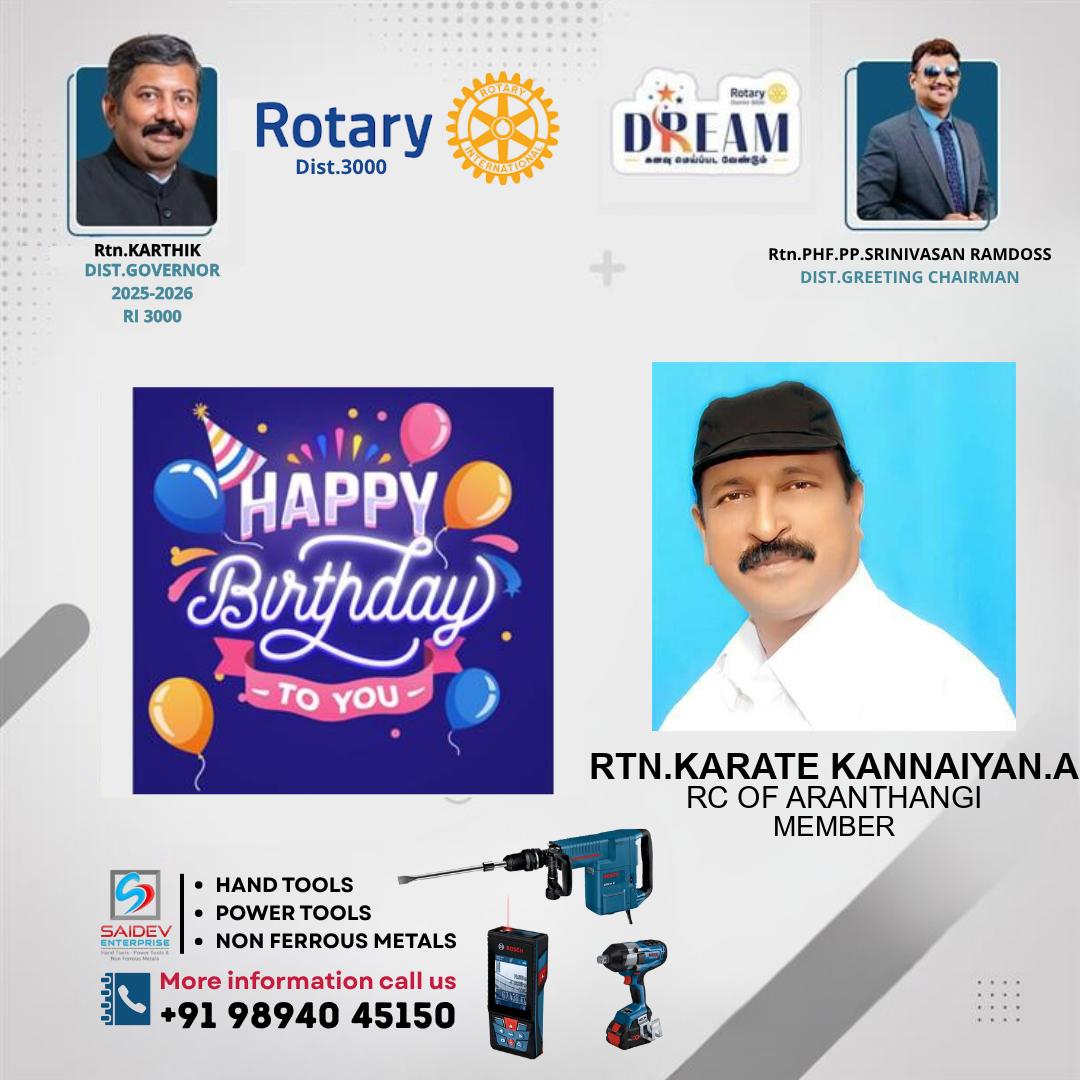 Rotary
Dist.3000
ROTARY
INTERNATIONAL
Rotary
DREAM
கனவு மெய்ப்பட வேண்டும்
Rtn.KARTHIK
DIST.GOVERNOR
2025-2026
RI 3000
Rtn.PHF.PP.SRINIVASAN RAMDOSS
DIST.GREETING CHAIRMAN
HAPPY
Birthday
- TO YOU -
RTN.KARATE KANNAIYAN.A
RC OF ARANTHANGI
MEMBER
SAIDEV
ENTERPRISE
Hand Tools - Power Tools &
Non Ferrous Metals
• HAND TOOLS
• POWER TOOLS
• NON FERROUS METALS
More information call us
+91 98940 45150
BOSCH
BOSCH